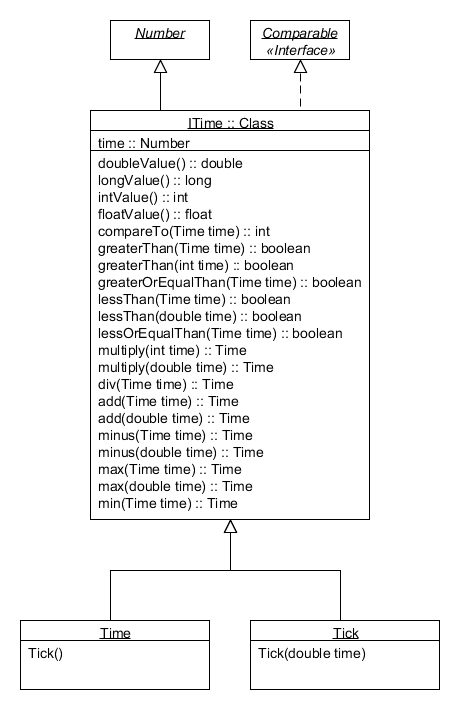 Number
Comparable
«Interface»
ITime :: Class
time :: Number
doubleValue() :: double
longValue() :: long
intValue() :: int
floatValue() :: float
compareTo(Time time) :: int
greaterThan(Time time) :: boolean
greaterThan(int time) :: boolean
greaterOrEqualThan(Time time) :: boolean
lessThan(Time time) :: boolean
lessThan(double time) :: boolean
lessOrEqualThan(Time time) :: boolean
multiply(int time) :: Time
multiply(double time) :: Time
div(Time time) :: Time
add(Time time) :: Time
add(double time) :: Time
minus(Time time) :: Time
minus(double time) :: Time
max(Time time) :: Time
max(double time) :: Time
min(Time time) :: Time
Time
Tick()
Tick
Tick(double time)